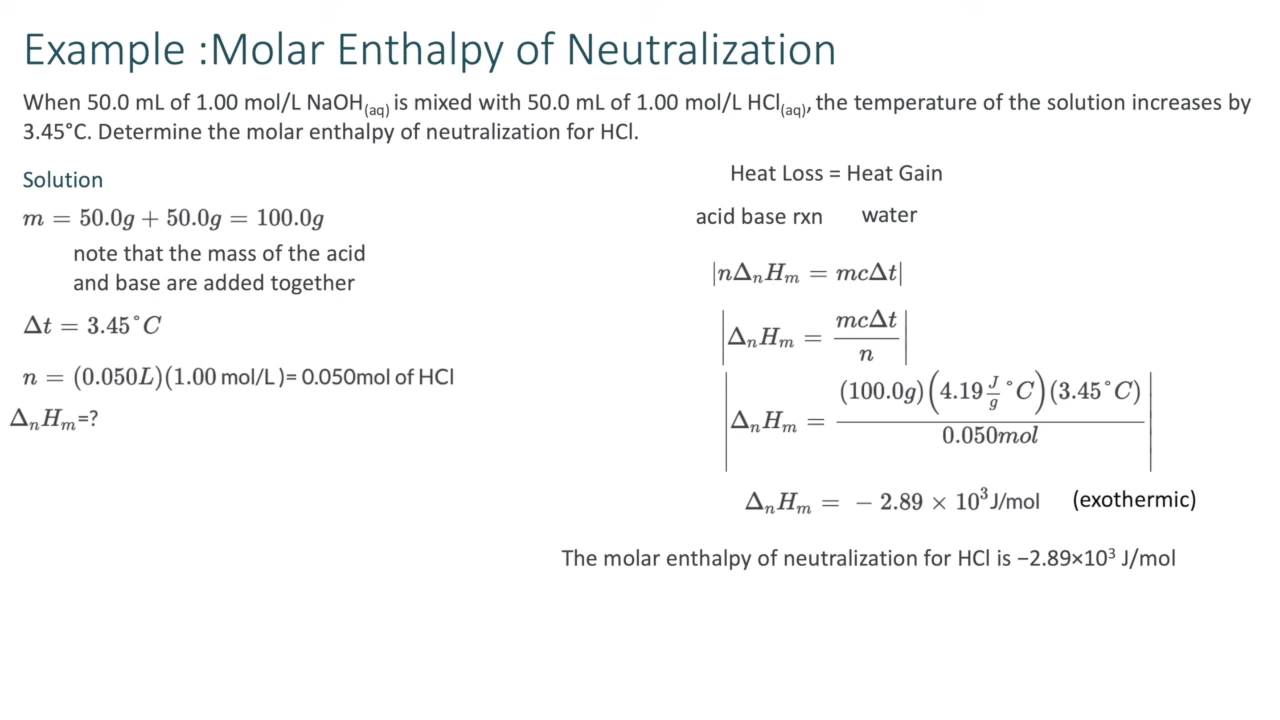 Example :Molar Enthalpy of Neutralization
When 50.0 mL of 1.00 mol/L NaOH(aq) is mixed with 50.0 mL of 1.00 mol/L HCl(aq), the temperature of the solution increases by
3.45°C. Determine the molar enthalpy of neutralization for HCl.
Solution
m = 50.0g + 50.0g = 100.0g
note that the mass of the acid
and base are added together
Δt = 3.45°C
n = (0.050L)(1.00 mol/L)= 0.050mol of HCl
ΔₙHₘ=?
Heat Loss = Heat Gain
acid base rxn water
|nΔₙHₘ = mcΔt|
|ΔₙHₘ = mcΔt/n|
|ΔₙHₘ = (100.0g)(4.19 J/g °C)(3.45°C)/0.050mol|
ΔₙHₘ = − 2.89 × 10³ J/mol (exothermic)
The molar enthalpy of neutralization for HCl is −2.89×10³ J/mol